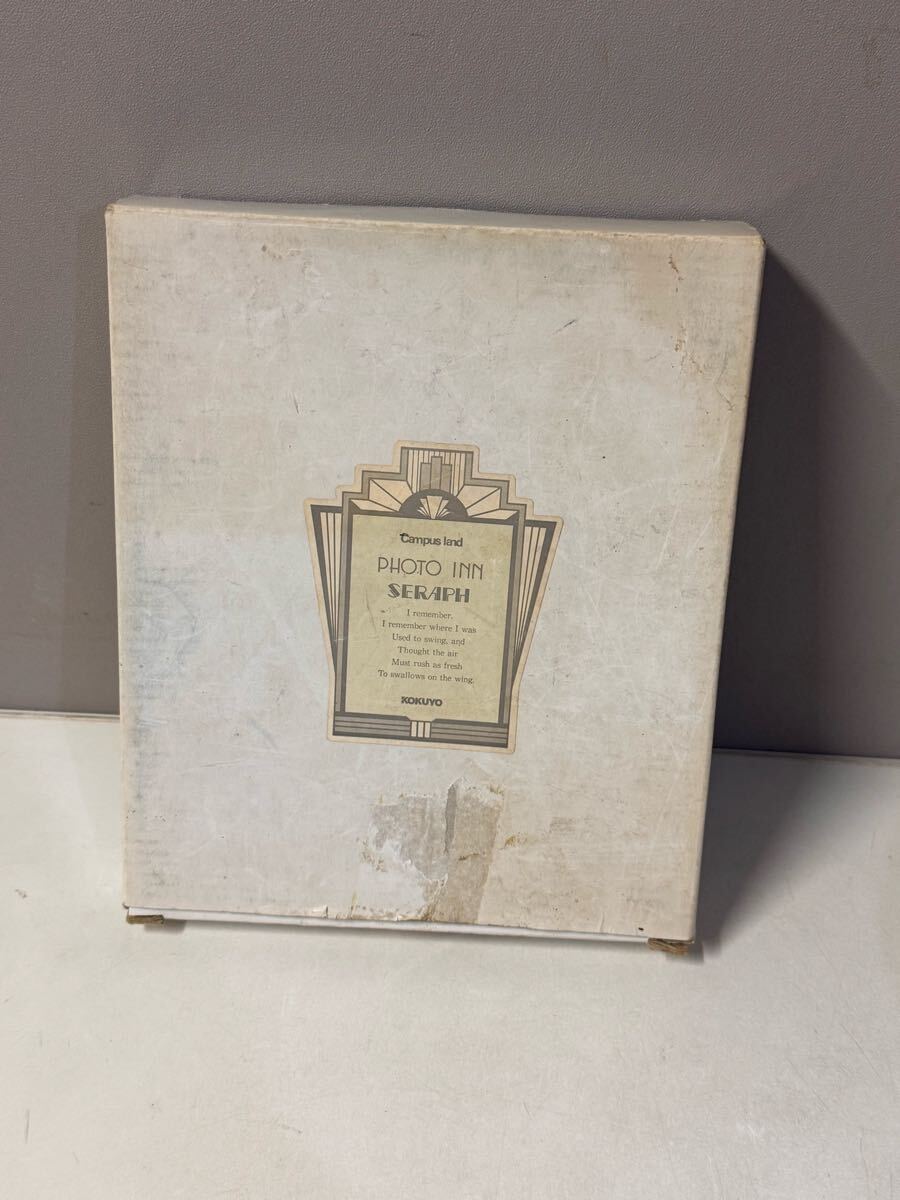 Campus land
PHOTO INN
SERAPH
I remember,
I remember where I was
Used to swing, and
Thought the air
Must rush as fresh
To swallows on the wing.
KOKUYO